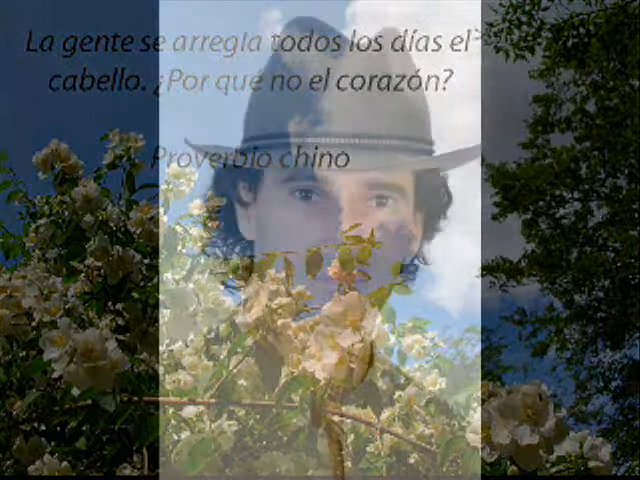 La gente se arregla todos los días el
cabello. ¿Por qué no el corazón?
Proverbio chino